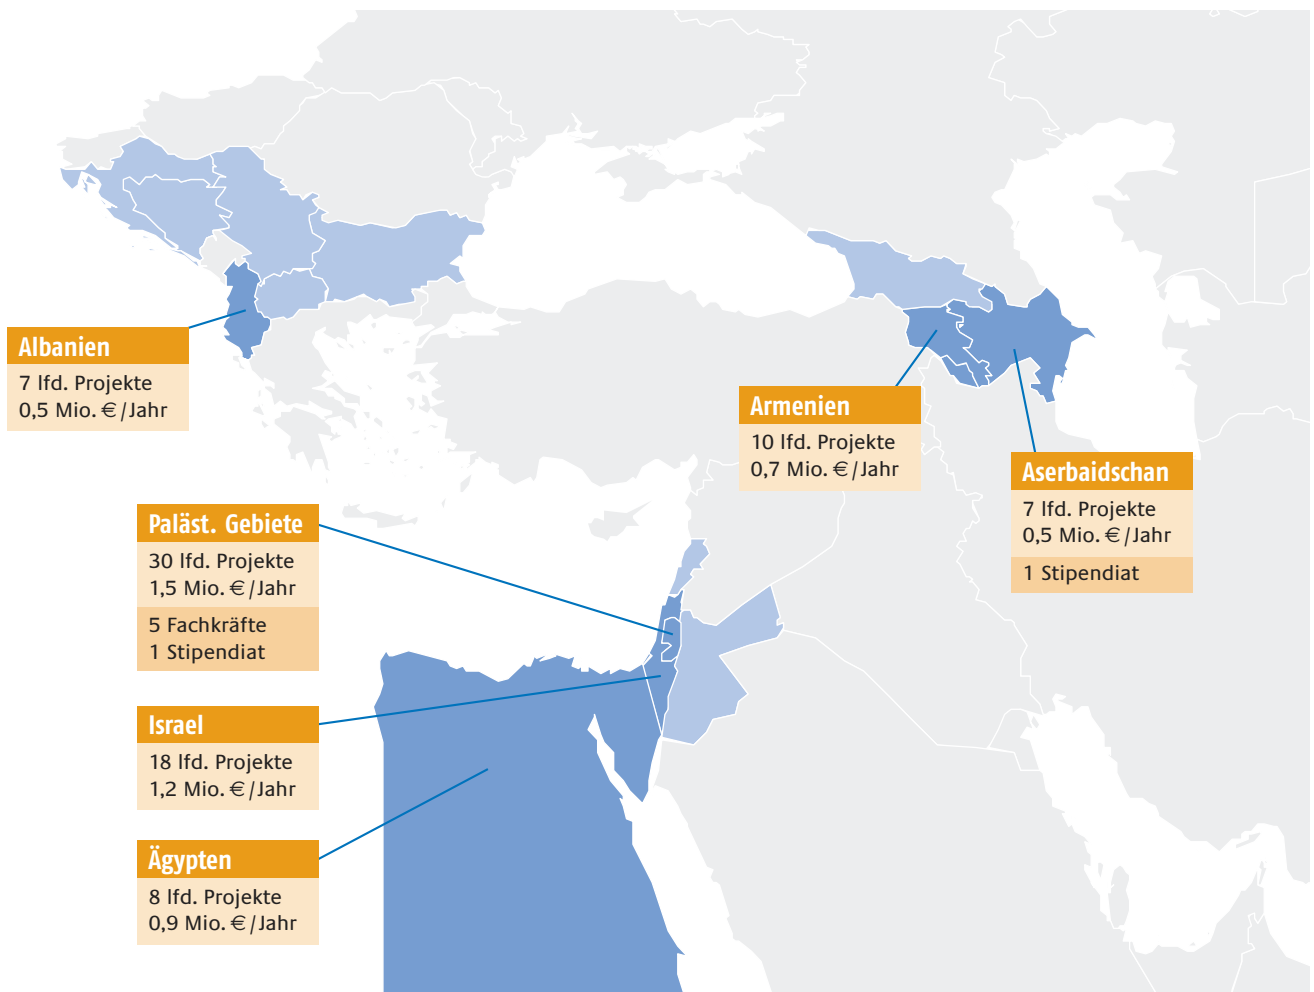 Albanien
7 lfd. Projekte
0,5 Mio. €/Jahr
Armenien
10 lfd. Projekte
0,7 Mio. €/Jahr
Aserbaidschan
7 lfd. Projekte
0,5 Mio. €/Jahr
1 Stipendiat
Paläst. Gebiete
30 lfd. Projekte
1,5 Mio. €/Jahr
5 Fachkräfte
1 Stipendiat
Israel
18 lfd. Projekte
1,2 Mio. €/Jahr
Ägypten
8 lfd. Projekte
0,9 Mio. €/Jahr